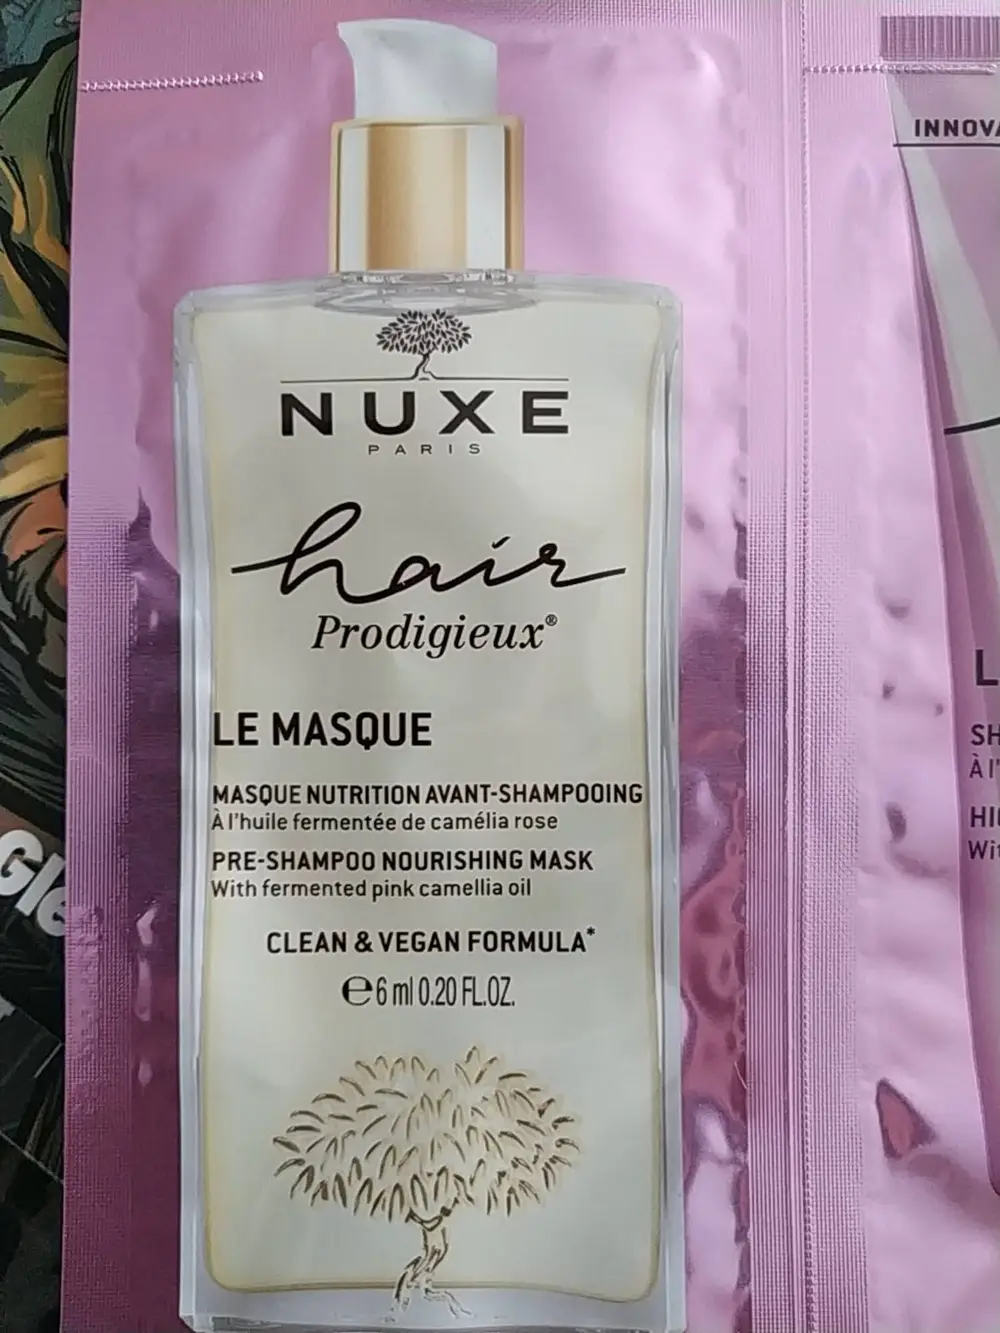 NUXE
PARIS
hair
Prodigieux®
LE MASQUE
MASQUE NUTRITION AVANT-SHAMPOOING
À l'huile fermentée de camélia rose
PRE-SHAMPOO NOURISHING MASK
With fermented pink camellia oil
CLEAN & VEGAN FORMULA*
℮ 6 ml 0.20 FL.OZ.